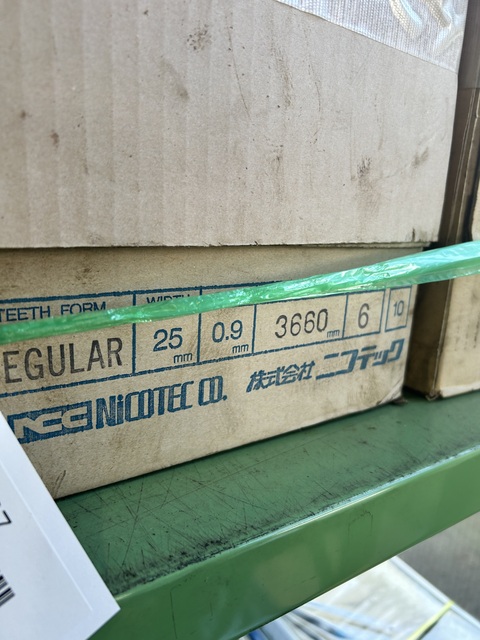 TEETH FORM WIDTH
EGULAR 25 mm 0.9 mm 3660 mm 6 10
NCC NiCOTEC CO. 株式会社 ニコテック